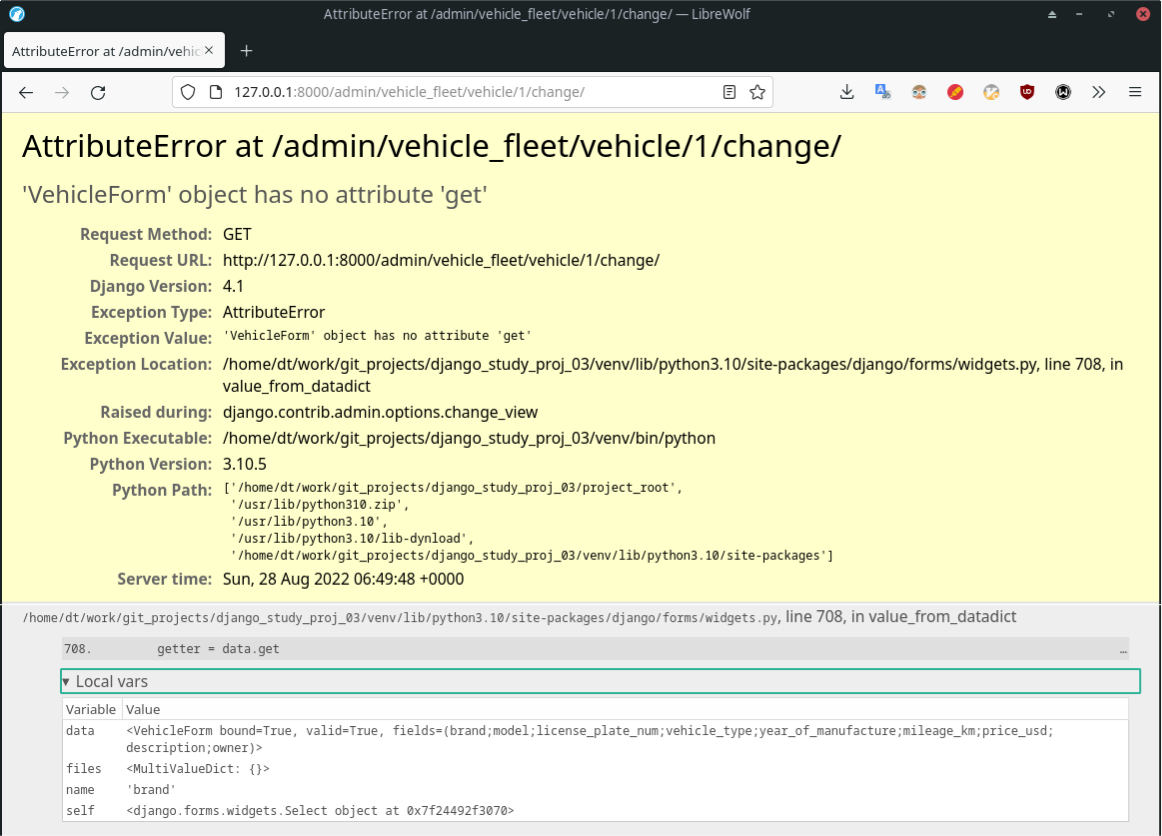 AttributeError at /admin/vehicle_fleet/vehicle/1/change/ — LibreWolf
AttributeError at /admin/vehic
127.0.0.1:8000/admin/vehicle_fleet/vehicle/1/change/
AttributeError at /admin/vehicle_fleet/vehicle/1/change/
'VehicleForm' object has no attribute 'get'
Request Method: GET
Request URL: http://127.0.0.1:8000/admin/vehicle_fleet/vehicle/1/change/
Django Version: 4.1
Exception Type: AttributeError
Exception Value: 'VehicleForm' object has no attribute 'get'
Exception Location: /home/dt/work/git_projects/django_study_proj_03/venv/lib/python3.10/site-packages/django/forms/widgets.py, line 708, in
value_from_datadict
Raised during: django.contrib.admin.options.change_view
Python Executable: /home/dt/work/git_projects/django_study_proj_03/venv/bin/python
Python Version: 3.10.5
Python Path: ['/home/dt/work/git_projects/django_study_proj_03/project_root',
'/usr/lib/python310.zip',
'/usr/lib/python3.10',
'/usr/lib/python3.10/lib-dynload',
'/home/dt/work/git_projects/django_study_proj_03/venv/lib/python3.10/site-packages']
Server time: Sun, 28 Aug 2022 06:49:48 +0000
/home/dt/work/git_projects/django_study_proj_03/venv/lib/python3.10/site-packages/django/forms/widgets.py, line 708, in value_from_datadict
708. getter = data.get …
▾ Local vars
Variable Value
data <VehicleForm bound=True, valid=True, fields=(brand;model;license_plate_num;vehicle_type;year_of_manufacture;mileage_km;price_usd;
description;owner)>
files <MultiValueDict: {}>
name 'brand'
self <django.forms.widgets.Select object at 0x7f24492f3070>